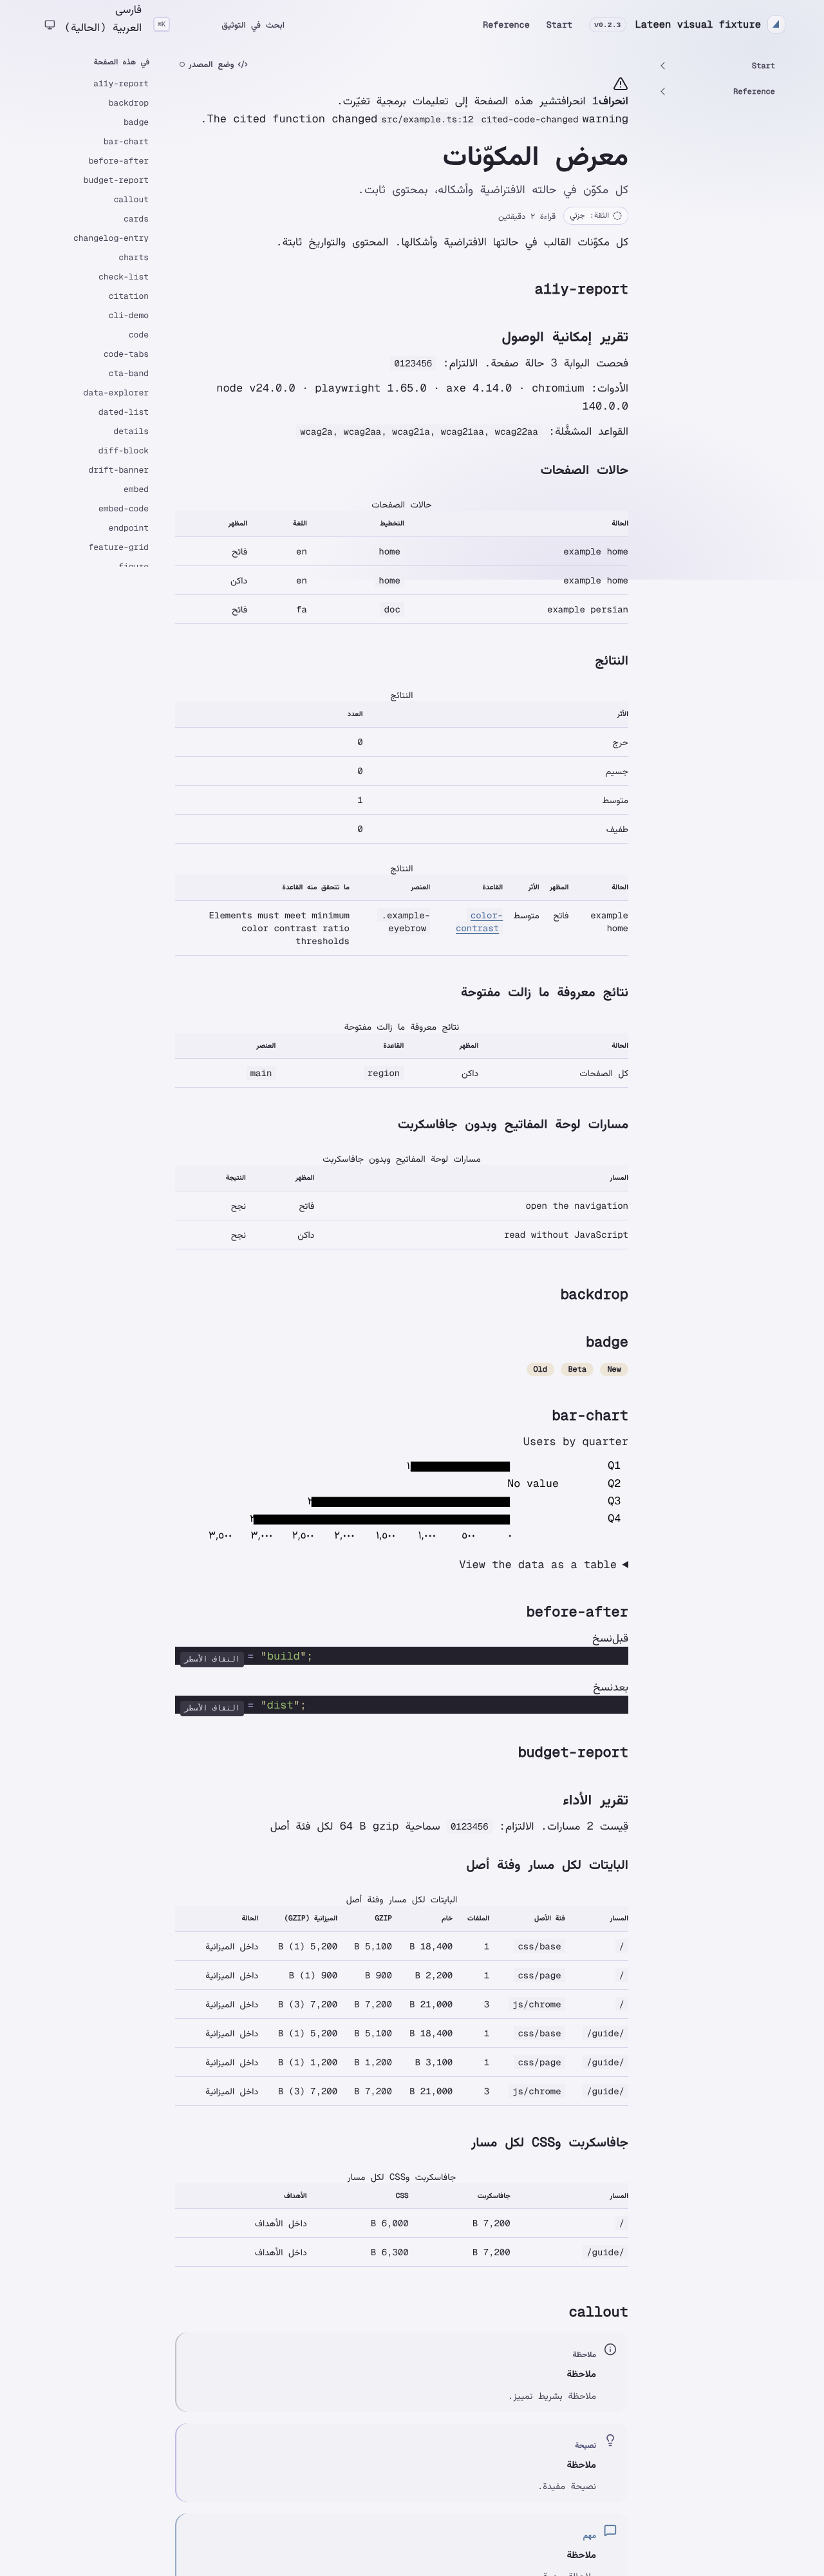 Lateen visual fixture
v0.2.3
Start
Reference
ابحث في التوثيق
⌘K
فارسی
العربية (الحالية)
Start
Reference
في هذه الصفحة
a11y-report
backdrop
badge
bar-chart
before-after
budget-report
callout
cards
changelog-entry
charts
check-list
citation
cli-demo
code
code-tabs
cta-band
data-explorer
dated-list
details
diff-block
drift-banner
embed
embed-code
endpoint
feature-grid
figure
وضع المصدر
انحراف1 انحرافتشير هذه الصفحة إلى تعليمات برمجية تغيّرت.
warning cited-code-changed src/example.ts:12 The cited function changed.
معرض المكوّنات
كل مكوّن في حالته الافتراضية وأشكاله، بمحتوى ثابت.
الثقة: جزئي
قراءة ٢ دقيقتين
كل مكوّنات القالب في حالتها الافتراضية وأشكالها. المحتوى والتواريخ ثابتة.
a11y-report
تقرير إمكانية الوصول
فحصت البوابة 3 حالة صفحة. الالتزام: 0123456
الأدوات: node v24.0.0 · playwright 1.65.0 · axe 4.14.0 · chromium
140.0.0
القواعد المشغَّلة: wcag2a, wcag2aa, wcag21a, wcag21aa, wcag22aa
حالات الصفحات
حالات الصفحات
الحالة التخطيط اللغة المظهر
example home home en فاتح
example home home en داكن
example persian doc fa فاتح
النتائج
النتائج
الأثر العدد
حرج 0
جسيم 0
متوسط 1
طفيف 0
النتائج
الحالة المظهر الأثر القاعدة العنصر ما تتحقق منه القاعدة
example home فاتح متوسط color-contrast .example-eyebrow Elements must meet minimum color contrast ratio thresholds
نتائج معروفة ما زالت مفتوحة
نتائج معروفة ما زالت مفتوحة
الحالة المظهر القاعدة العنصر
كل الصفحات داكن region main
مسارات لوحة المفاتيح وبدون جافاسكربت
مسارات لوحة المفاتيح وبدون جافاسكربت
المسار المظهر النتيجة
open the navigation فاتح نجح
read without JavaScript داكن نجح
backdrop
badge
New Beta Old
bar-chart
Users by quarter
Q1
Q2 No value
Q3
Q4
٠ ٥٠٠ ١,٠٠٠ ١,٥٠٠ ٢,٠٠٠ ٢,٥٠٠ ٣,٠٠٠ ٣,٥٠٠
View the data as a table
before-after
قبلنسخ
= "build";
التفاف الأسطر
بعدنسخ
= "dist";
التفاف الأسطر
budget-report
تقرير الأداء
قِيست 2 مسارات. الالتزام: 0123456 سماحية 64 B gzip لكل فئة أصل
البايتات لكل مسار وفئة أصل
البايتات لكل مسار وفئة أصل
المسار فئة الأصل الملفات خام GZIP الميزانية (GZIP) الحالة
/ css/base 1 18,400 B 5,100 B 5,200 B (1) داخل الميزانية
/ css/page 1 2,200 B 900 B 900 B (1) داخل الميزانية
/ js/chrome 3 21,000 B 7,200 B 7,200 B (3) داخل الميزانية
/guide/ css/base 1 18,400 B 5,100 B 5,200 B (1) داخل الميزانية
/guide/ css/page 1 3,100 B 1,200 B 1,200 B (1) داخل الميزانية
/guide/ js/chrome 3 21,000 B 7,200 B 7,200 B (3) داخل الميزانية
جافاسكربت وCSS لكل مسار
جافاسكربت وCSS لكل مسار
المسار جافاسكربت CSS الأهداف
/ 7,200 B 6,000 B داخل الأهداف
/guide/ 7,200 B 6,300 B داخل الأهداف
callout
ملاحظة
ملاحظة
ملاحظة بشريط تمييز.
نصيحة
ملاحظة
نصيحة مفيدة.
مهم
ملاحظة